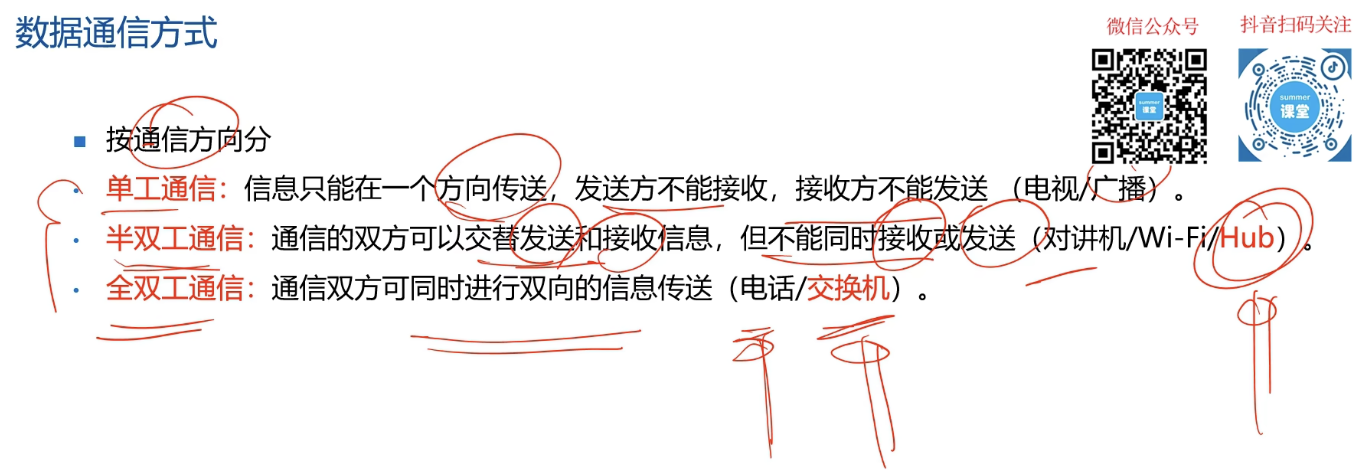 数据通信方式
微信公众号
抖音扫码关注
summer
课堂
summer
课堂
按通信方向分
单工通信：信息只能在一个方向传送，发送方不能接收，接收方不能发送 （电视/广播）。
半双工通信：通信的双方可以交替发送和接收信息，但不能同时接收或发送（对讲机/Wi-Fi/Hub）。
全双工通信：通信双方可同时进行双向的信息传送（电话/交换机）。